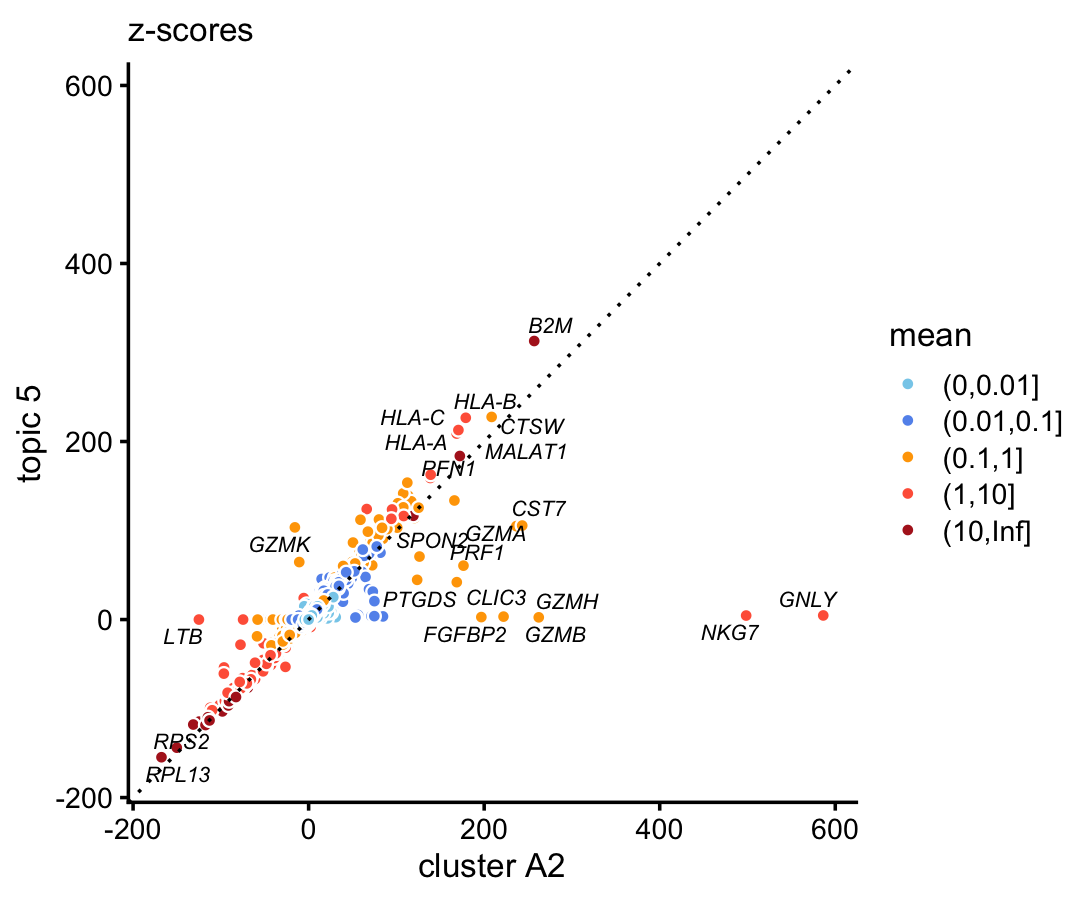 z-scores
600
400
200
0
-200
-200
0
200
400
600
topic 5
cluster A2
B2M
HLA-B
HLA-C
CTSW
HLA-A
MALAT1
PFN1
CST7
GZMA
SPON2
GZMK
PRF1
PTGDS
CLIC3
GZMH
GNLY
LTB
FGFBP2
GZMB
NKG7
RPS2
RPL13
mean
(0,0.01]
(0.01,0.1]
(0.1,1]
(1,10]
(10,Inf]